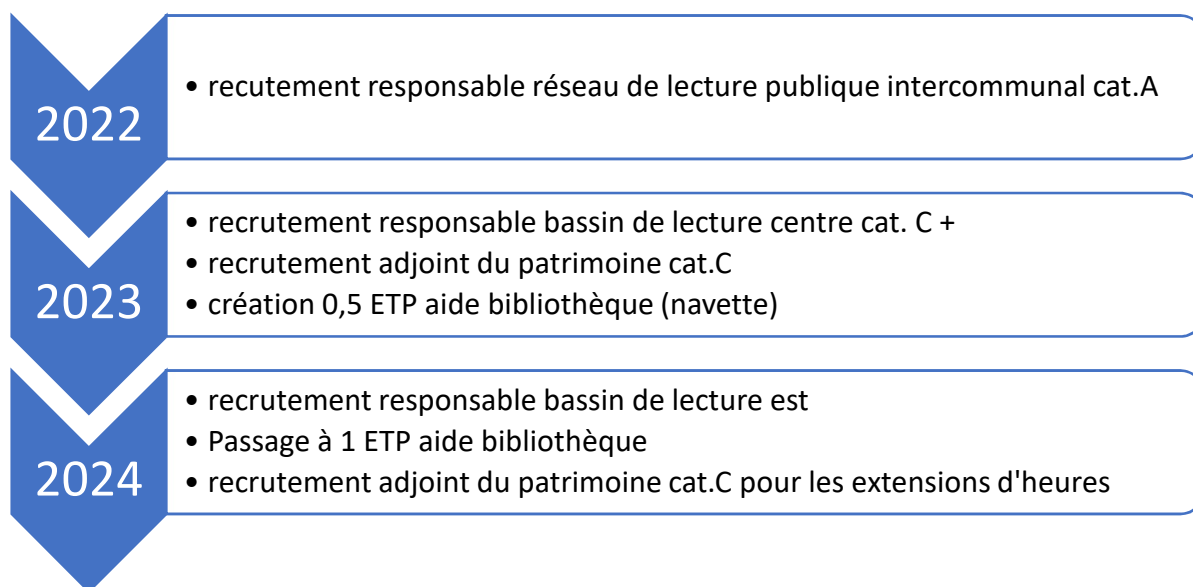 2022
• recutement responsable réseau de lecture publique intercommunal cat.A
2023
• recrutement responsable bassin de lecture centre cat. C +
• recrutement adjoint du patrimoine cat.C
• création 0,5 ETP aide bibliothèque (navette)
2024
• recrutement responsable bassin de lecture est
• Passage à 1 ETP aide bibliothèque
• recrutement adjoint du patrimoine cat.C pour les extensions d'heures